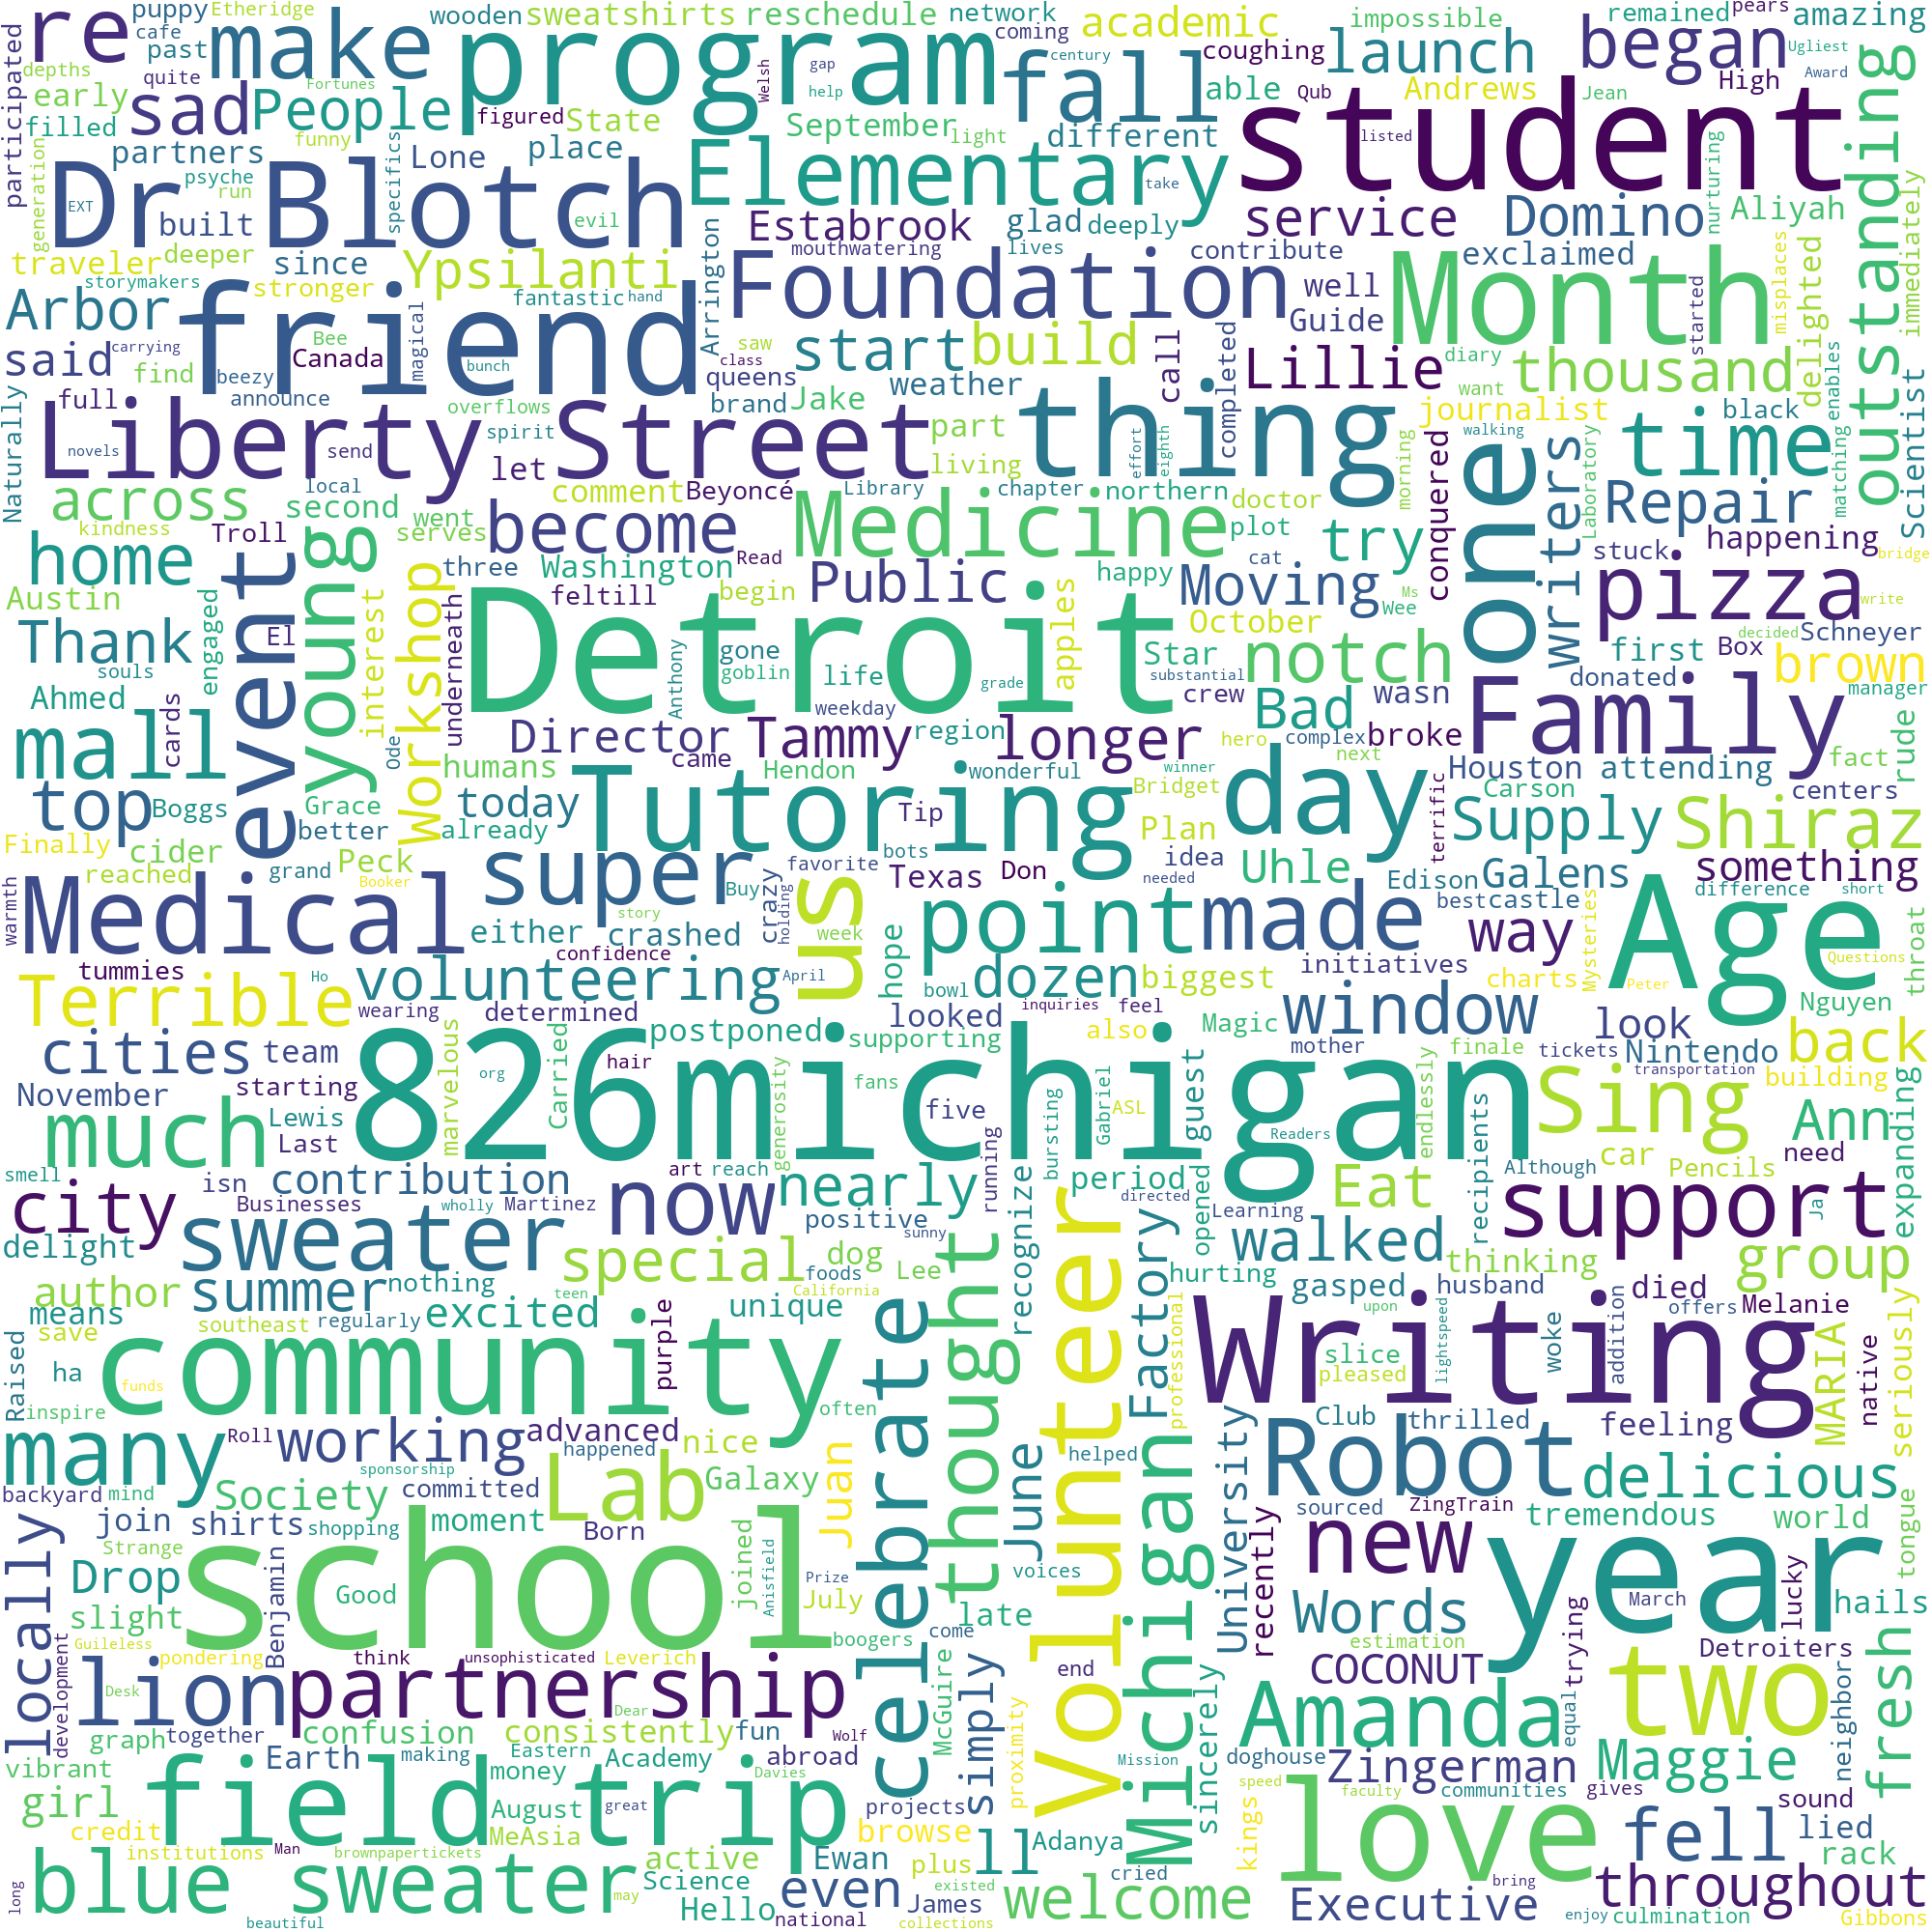 participated
re
puppy
cafe
past
quite
Etheridge
make
wooden
program
sweatshirts
reschedule
network
coming
century
academic
fall
impossible
coughing
launch
able
Qub
Andrews
remained
pears
amazing
began
Ugliest
Award
High
Jean
depths
early
filled
sad
Fortunes
People
funny
figured
State
Welsh
gap
help
September
light
different
student
listed
outstanding
partners
psyche
run
EXT
generation
Dr
Blotch
built
specifics
Lone
place
evil
Elementary
take
Estabrook
glad
deeply
service
Domino
Aliyah
nurturing
immediately
traveler
deeper
since
storymakers
stronger
Ypsilanti
fantastic
hand
Arrington
mouthwatering
lives
contribute
Foundation
well
Guide
exclaimed
Month
misplaces
delighted
Arbor
friend
said
carrying
find
Bee
Canada
magical
bunch
beezy
announce
full
saw
class
queens
brand
start
Jake
weather
build
call
completed
Lillie
diary
want
thousand
started
journalist
black
enables
Naturally
Liberty Street
novels
send
overflows
spirit
let
part
living
thing
effort
eighth
morning
conquered
walking
one
writers
time
Laboratory
matching
Scientist
across
second
local
kindness
Troll
home
event
young
went
serves
comment
Beyoncé
become
three
Washington
Read
Library
chapter
northern
Medicine
doctor
plot
try
happy
cat
Repair
stuck
happening
bridge
Austin
Thank
souls
engaged
El
interest
Workshop
underneath
feltill
begin
Public
apples
Moving
Wee
Ms
October
pizza
write
decided
Schneyer
first
Box
brown
Ahmed
mall
cards
Ode
Detroit
Anthony
gone
goblin
life
weekday
grade
Star
substantial
crew
notch
Bad
wasn
donated
manager
Director
came
Tammy
region
longer
hero
complex
broke
next
Family
fact
rude
top
Boggs
Grace
humans
today
better
already
Tutoring
Hendon
wonderful
winner
Bridget
day
Houston
attending
Carson
centers
Finally
cider
reached
grand
Peck
Booker
super
Tip
bots
favorite
Plan
idea
terrific
Supply
Shiraz
warmth
Medical
either
crashed
Buy
story
crazy
holding
us
week
Texas
Don
needed
point
Uhle
made
Edison
best
castle
Galens
something
difference
short
way
Age
throat
tummies
Terrible
Ho
wearing
volunteering
confidence
determined
April
hope
bowl
dozen
biggest
initiatives
charts
Mysteries
Peter
Questions
Nguyen
cities
team
starting
November
marvelous
826michigan
org
Carried
hair
postponed
generosity
looked
supporting
fans
inquiries
feel
also
Magic
window
mother
look
tickets
finale
Nintendo
transportation
building
back
much
Lewis
Last
five
running
bursting
Gabriel
ASL
guest
Readers
endlessly
Sing
Ann
smell
city
isn
contribution
Businesses
wholly
Martinez
art
reach
now
nearly
positive
sunny
period
directed
opened
Learning
Eat
recipients
Although
car
Pencils
need
expanding
delight
sweater
author
summer
nothing
special
dog
Lee
foods
recognize
Factory
hurting
walked
thinking
support
Ja
group
means
save
southeast
regularly
excited
teen
unique
California
professional
gasped
husband
upon
lightspeed
died
offers
Melanie
seriously
Raised
ha
inspire
funds
community
purple
often
celebrate
thought
Volunteer
Writing
slice
pleased
woke
addition
MARIA
native
many
Roll
working
sponsorship
advanced
happened
nice
Juan
June
helped
University
Club
thrilled
feeling
backyard
mind
Society
committed
Lab
Galaxy
Robot
sourced
ZingTrain
delicious
locally
join
shirts
shopping
moment
Born
Strange
Drop
Benjamin
Good
school
joined
Anisfield
Prize
July
voices
Michigan
recently
new
tremendous
world
tongue
slight
Guileless
late
boogers
come
Words
estimation
year
March
trying
lucky
hails
Detroiters
development
pondering
lion
think
partnership
unsophisticated
Leverich
McGuire
simply
end
COCONUT
equal
two
neighbor
fresh
Desk
graph
together
confusion
Dear
consistently
fun
Wolf
proximity
Mission
sincerely
Amanda
doghouse
Zingerman
Maggie
vibrant
Earth
making
Eastern
money
Academy
Davies
abroad
speed
faculty
communities
gives
sound
girl
credit
field trip
August
great
MeAsia
projects
browse
Adanya
kings
love
fell
lied
rack
institutions
Man
brownpapertickets
active
Ewan
plus
ll
cried
long
blue sweater
may
Science
Hello
even
national
James
existed
collections
welcome
Executive
bring
throughout
enjoy
culmination
Gibbons
beautiful